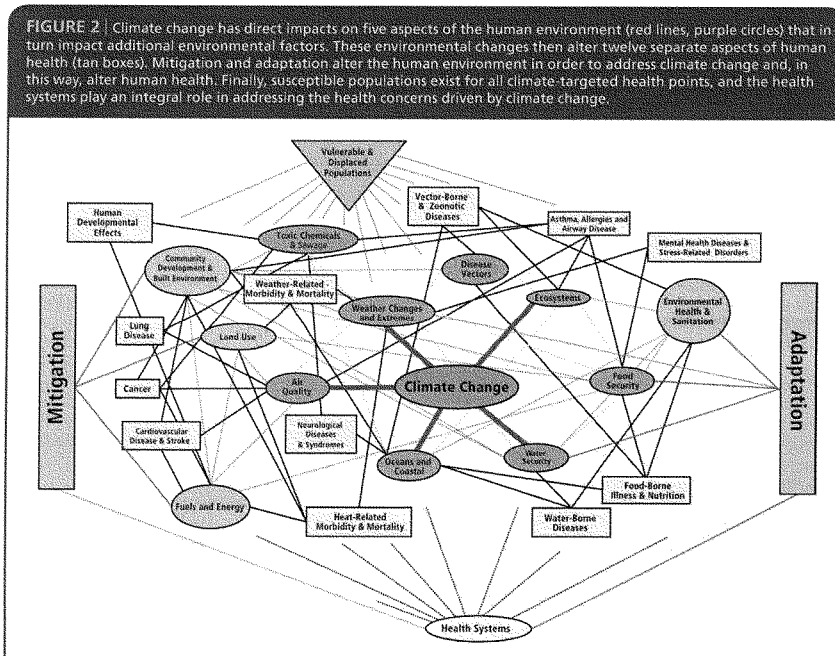 FIGURE 2 | Climate change has direct impacts on five aspects of the human environment (red lines, purple circles) that in
turn impact additional environmental factors. These environmental changes then alter twelve separate aspects of human
health (tan boxes). Mitigation and adaptation alter the human environment in order to address climate change and, in
this way, alter human health. Finally, susceptible populations exist for all climate-targeted health points, and the health
systems play an integral role in addressing the health concerns driven by climate change.
Vulnerable &
Displaced
Populations
Human
Developmental
Effects
Toxic Chemicals
& Sewage
Vector-Borne
& Zoonotic
Diseases
Asthma, Allergies and
Airway Disease
Mental Health Diseases &
Stress-Related Disorders
Community
Development &
Built Environment
Weather-Related
Morbidity & Mortality
Disease
Vectors
Weather Changes
and Extremes
Ecosystems
Environmental
Health &
Sanitation
Lung
Disease
Land Use
Mitigation
Adaptation
Cancer
Air
Quality
Climate Change
Food
Security
Cardiovascular
Disease & Stroke
Neurological
Diseases
& Syndromes
Oceans and
Coastal
Water
Security
Fuels and Energy
Heat-Related
Morbidity & Mortality
Water-Borne
Diseases
Food-Borne
Illness & Nutrition
Health Systems